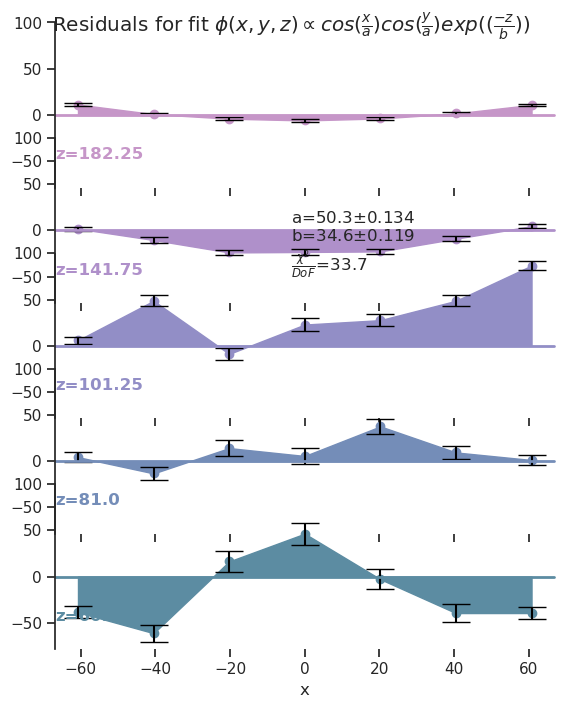 Residuals for fit ϕ(x, y, z) ∝ cos(x/a)cos(y/a)exp((−z/b))
100
50
0
100
−50
z=182.25
50
a=50.3±0.134
0
b=34.6±0.119
100
−50
z=141.75
/DoF=33.7
50
0
100
z=101.25
−50
50
0
100
z=81.0
−50
50
0
−50
−60 −40 −20 0 20 40 60
x